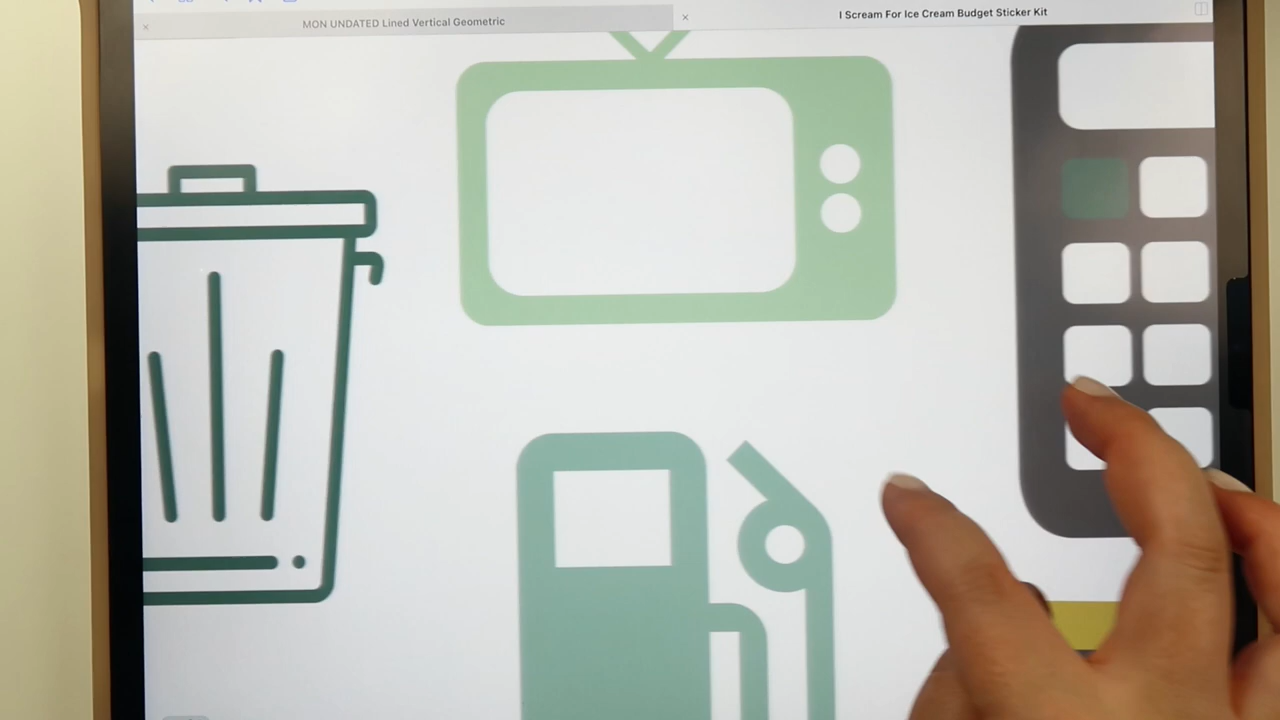 MON UNDATED Lined Vertical Geometric
I Scream For Ice Cream Budget Sticker Kit